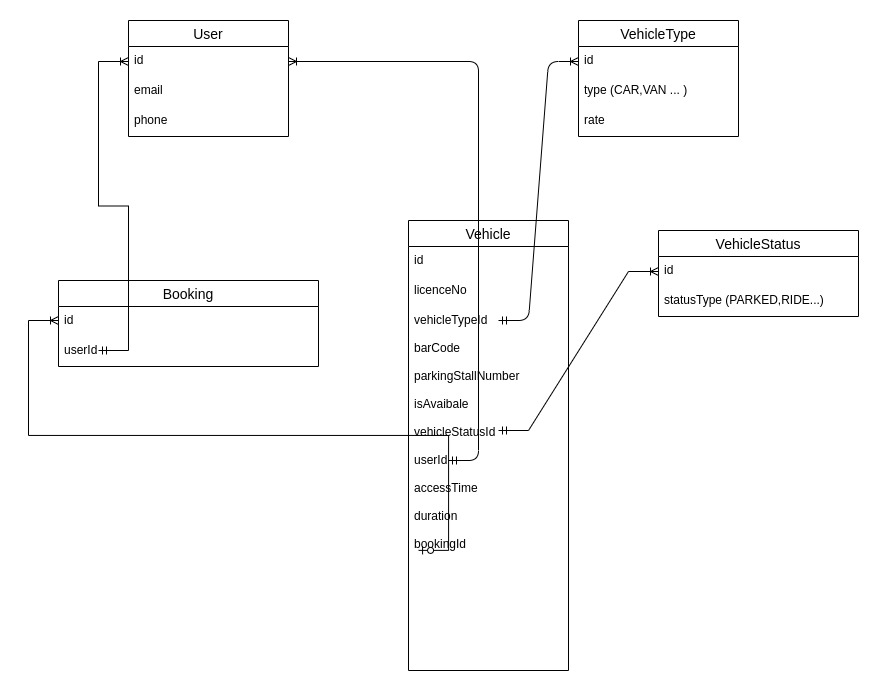 User
id
email
phone
VehicleType
id
type (CAR,VAN ... )
rate
Vehicle
id
licenceNo
vehicleTypeId
barCode
parkingStallNumber
isAvaibale
vehicleStatusId
userId
accessTime
duration
bookingId
VehicleStatus
id
statusType (PARKED,RIDE...)
Booking
id
userId